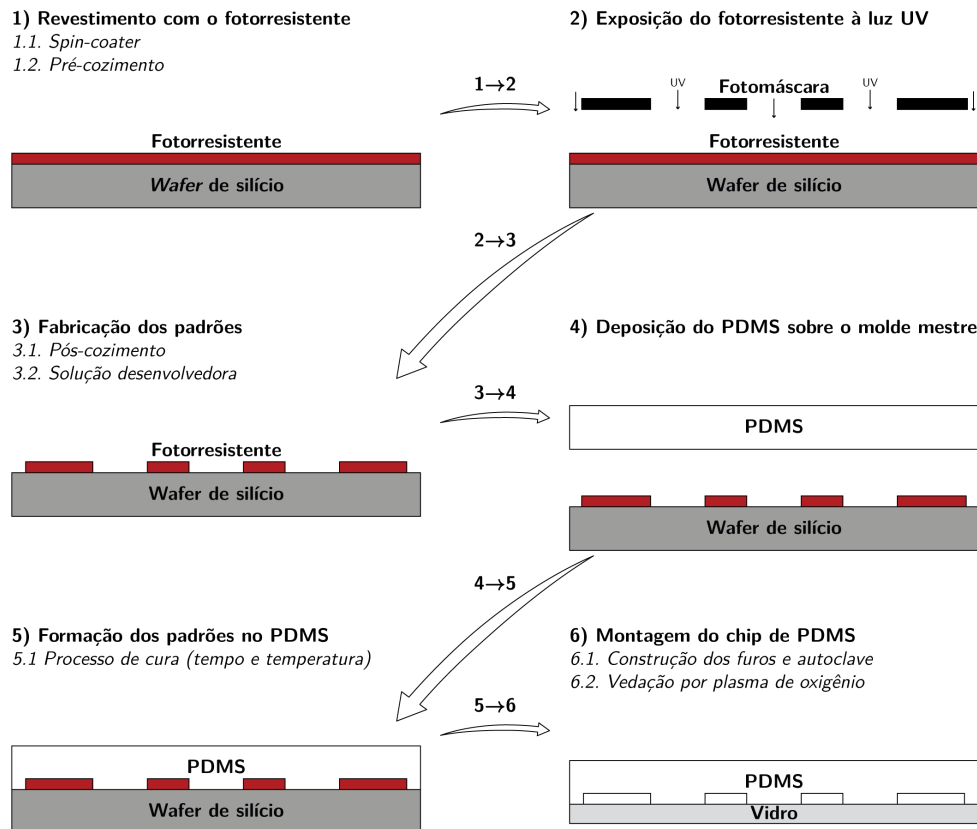 1) Revestimento com o fotorresistente
1.1. Spin-coater
1.2. Pré-cozimento
Fotorresistente
Wafer de silício
1→2
2) Exposição do fotorresistente à luz UV
UV
Fotomáscara
UV
Fotorresistente
Wafer de silício
2→3
3) Fabricação dos padrões
3.1. Pós-cozimento
3.2. Solução desenvolvedora
Fotorresistente
Wafer de silício
3→4
4) Deposição do PDMS sobre o molde mestre
PDMS
Wafer de silício
4→5
5) Formação dos padrões no PDMS
5.1 Processo de cura (tempo e temperatura)
PDMS
Wafer de silício
5→6
6) Montagem do chip de PDMS
6.1. Construção dos furos e autoclave
6.2. Vedação por plasma de oxigênio
PDMS
Vidro